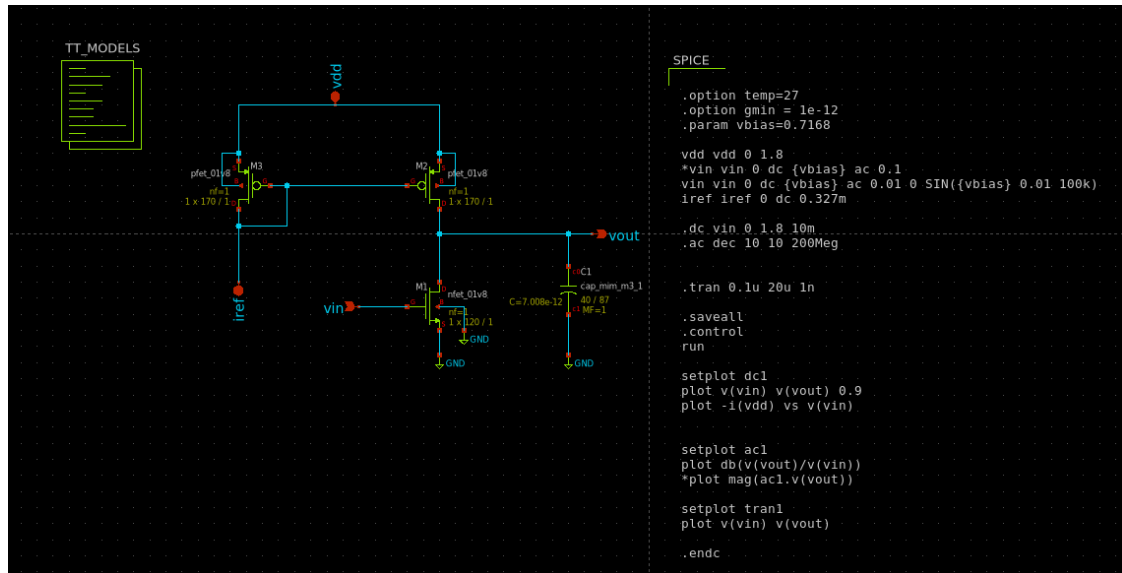 TT_MODELS
vdd
S
M3
pfet_01v8
B
G
nf=1
1 x 170 / 1
D
S
M2
pfet_01v8
G
B
nf=1
1 x 170 / 1
D
vout
iref
vin
M1
D
nfet_01v8
G
B
nf=1
1 x 120 / 1
S
GND
GND
C1
cap_mim_m3_1
C=7.008e-12
40 / 87
MF=1
GND
SPICE
.option temp=27
.option gmin = 1e-12
.param vbias=0.7168
vdd vdd 0 1.8
*vin vin 0 dc {vbias} ac 0.1
vin vin 0 dc {vbias} ac 0.01 0 SIN({vbias} 0.01 100k)
iref iref 0 dc 0.327m
.dc vin 0 1.8 10m
.ac dec 10 10 200Meg
.tran 0.1u 20u 1n
.saveall
.control
run
setplot dc1
plot v(vin) v(vout) 0.9
plot -i(vdd) vs v(vin)
setplot ac1
plot db(v(vout)/v(vin))
*plot mag(ac1.v(vout))
setplot tran1
plot v(vin) v(vout)
.endc